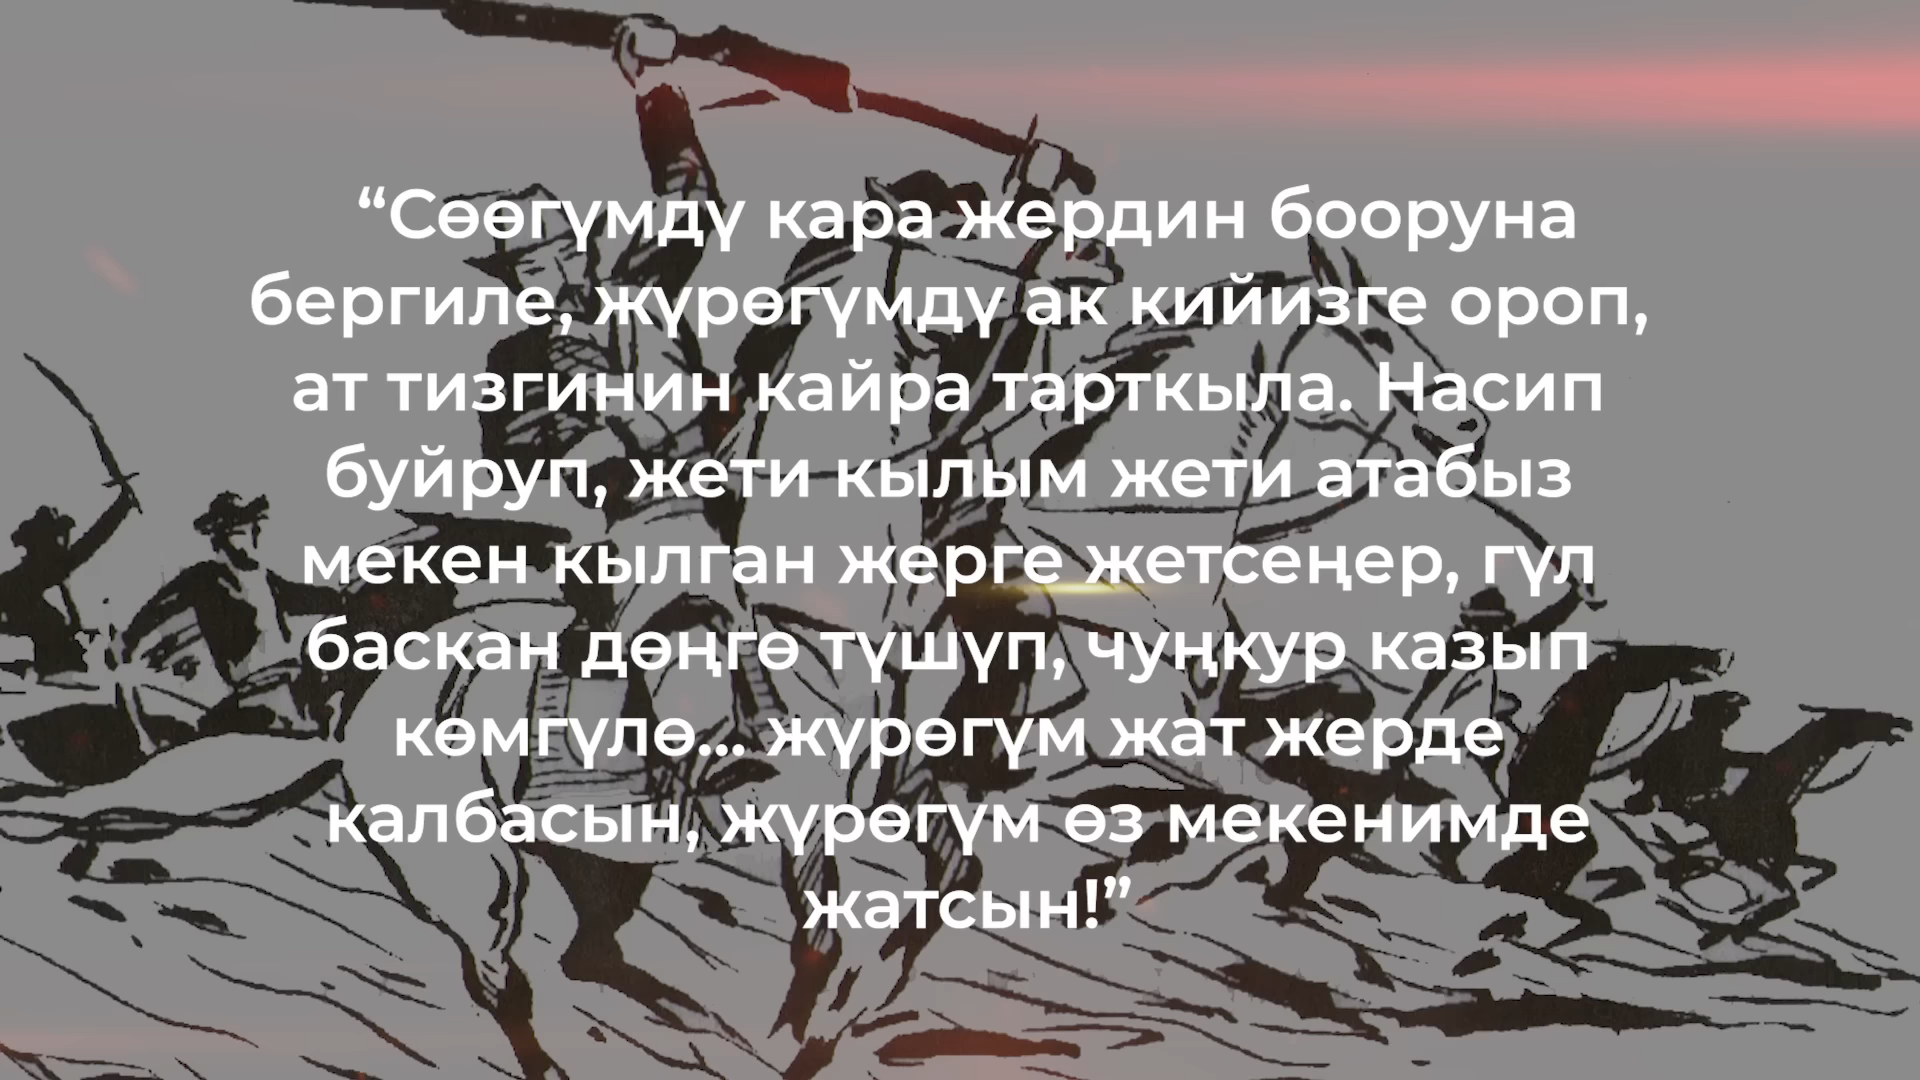 “Сөөгүмдү кара жердин бооруна
бергиле, жүрөгүмдү ак кийизге ороп,
ат тизгинин кайра тарткыла. Насип
буйруп, жети кылым жети атабыз
мекен кылган жерге жетсеңер, гүл
баскан дөңгө түшүп, чуңкур казып
көмгүлө... жүрөгүм жат жерде
калбасын, жүрөгүм өз мекенимде
жатсын!”